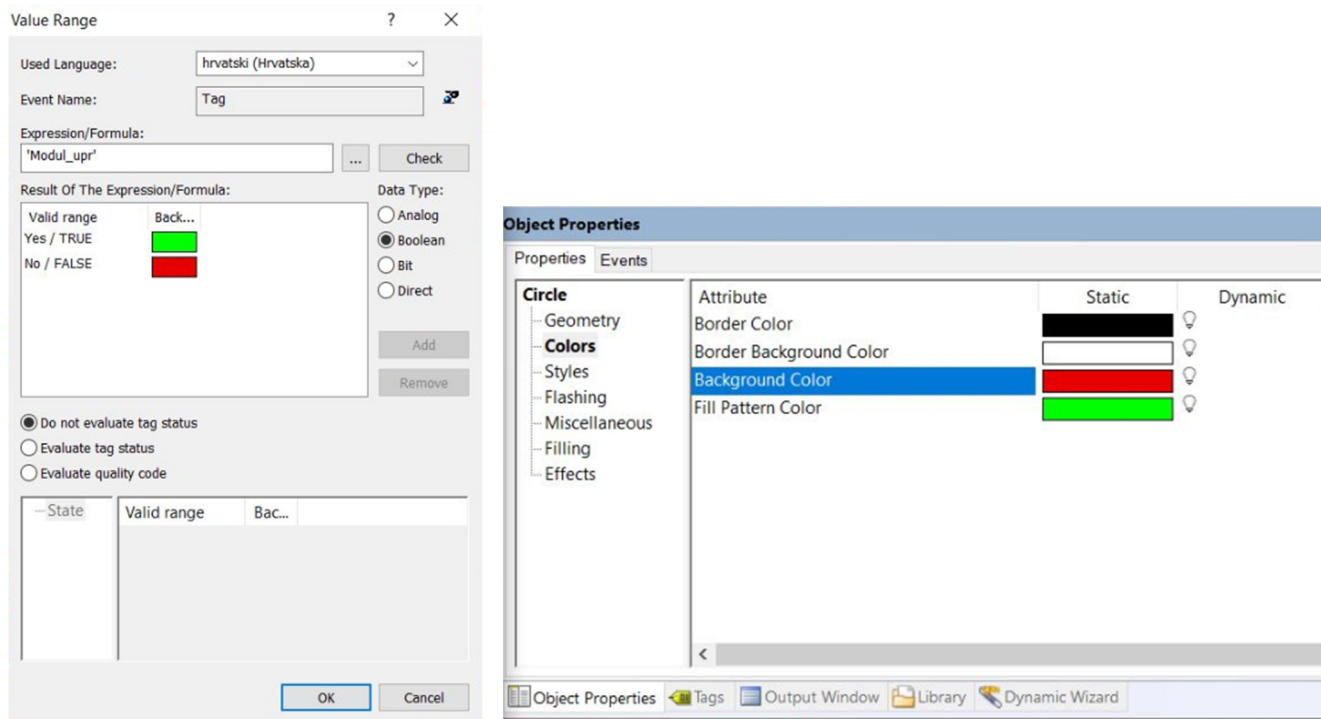 Value Range ?
Used Language: hrvatski (Hrvatska)
Event Name: Tag
Expression/Formula:
'Modul_upr' ... Check
Result Of The Expression/Formula: Data Type:
Valid range Back... Analog
Yes / TRUE Boolean
No / FALSE Bit
Direct
Add
Remove
Do not evaluate tag status
Evaluate tag status
Evaluate quality code
State Valid range Bac...
OK Cancel
Object Properties
Properties Events
Circle
Geometry
Colors
Styles
Flashing
Miscellaneous
Filling
Effects
Attribute Static Dynamic
Border Color
Border Background Color
Background Color
Fill Pattern Color
Object Properties Tags Output Window Library Dynamic Wizard